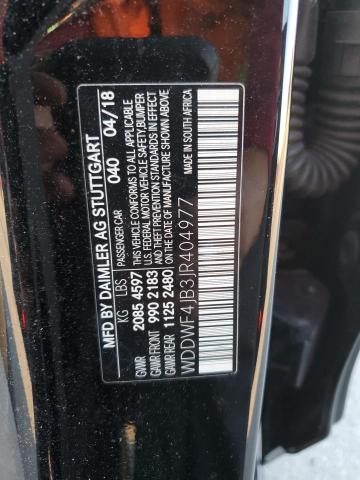 MFD BY DAIMLER AG STUTTGART
PASSENGER CAR 040 04/18
KG LBS THIS VEHICLE CONFORMS TO ALL APPLICABLE
U.S. FEDERAL MOTOR VEHICLE SAFETY, BUMPER
AND THEFT PREVENTION STANDARDS IN EFFECT
ON THE DATE OF MANUFACTURE SHOWN ABOVE
GVWR 2085 4597
GAWR FRONT 990 2183
GAWR REAR 1125 2480
MADE IN SOUTH AFRICA
WDDWF4JB3JR404977